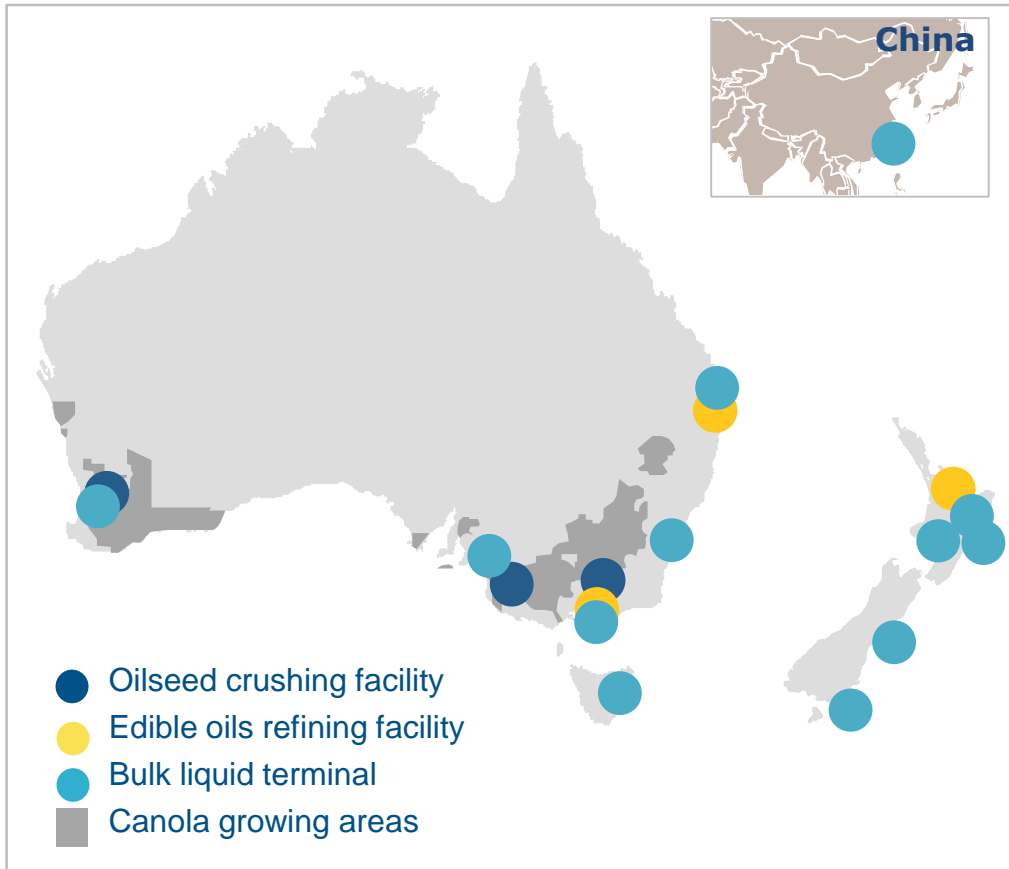 China
Oilseed crushing facility
Edible oils refining facility
Bulk liquid terminal
Canola growing areas